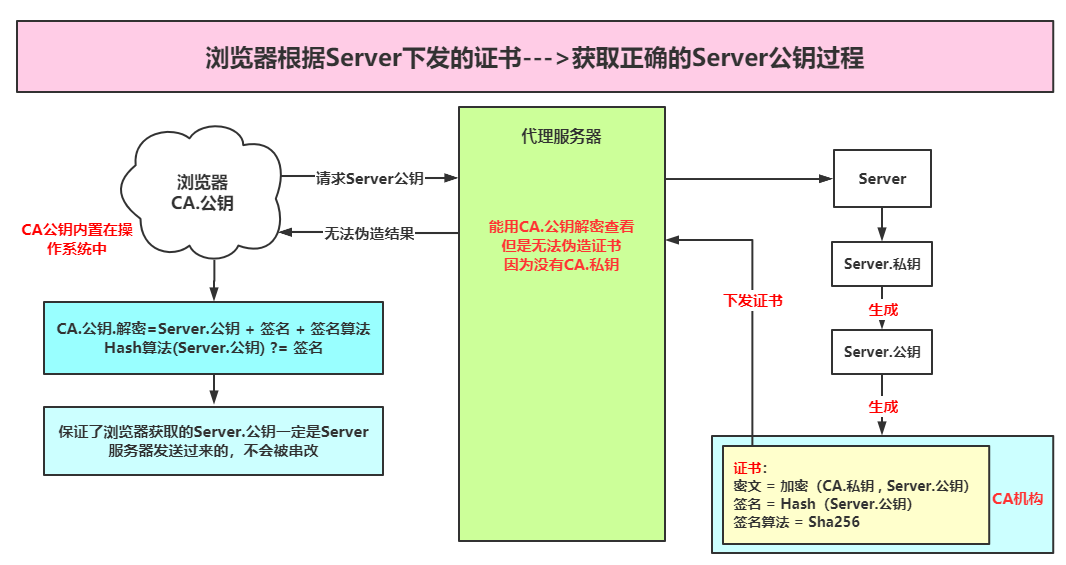 浏览器根据Server下发的证书--->获取正确的Server公钥过程
浏览器
CA.公钥
CA公钥内置在操
作系统中
请求Server公钥
无法伪造结果
代理服务器
能用CA.公钥解密查看
但是无法伪造证书
因为没有CA.私钥
Server
Server.私钥
生成
Server.公钥
生成
下发证书
CA.公钥.解密=Server.公钥 + 签名 + 签名算法
Hash算法(Server.公钥) ?= 签名
保证了浏览器获取的Server.公钥一定是Server
服务器发送过来的，不会被串改
证书：
密文 = 加密（CA.私钥 , Server.公钥）
签名 = Hash（Server.公钥）
签名算法 = Sha256
CA机构